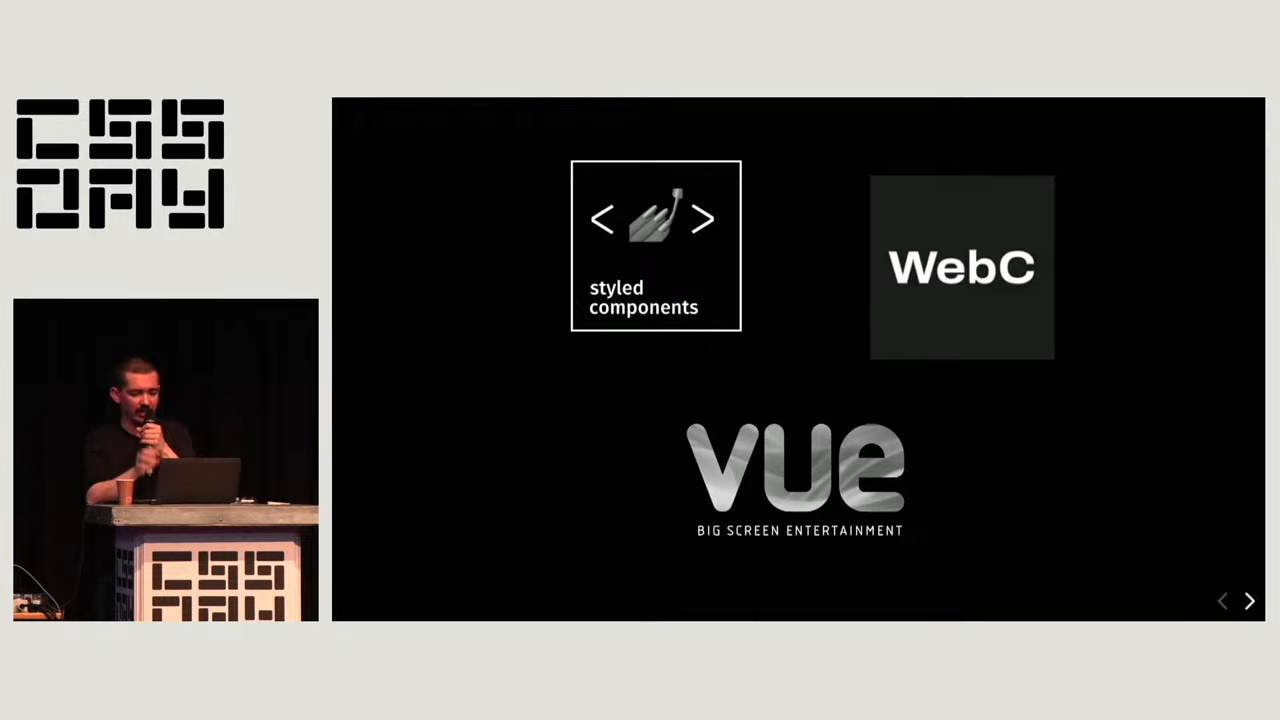 CSS
DAY
< >
styled
components
WebC
vue
BIG SCREEN ENTERTAINMENT
CSS
DAY